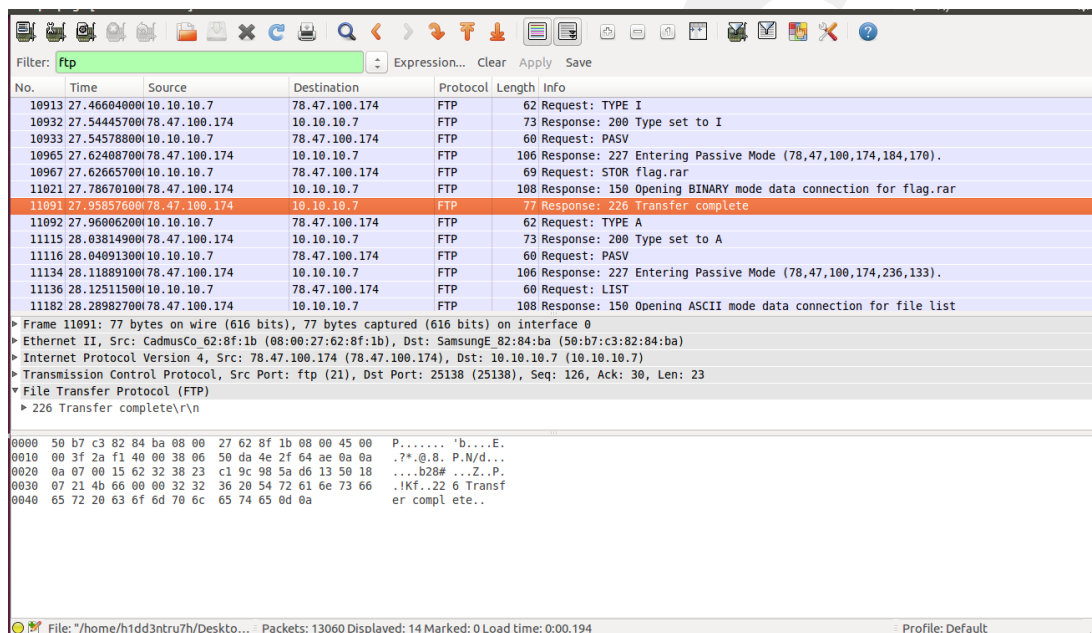 Filter: ftp Expression... Clear Apply Save
No. Time Source Destination Protocol Length Info
10913 27.46604000(10.10.10.7 78.47.100.174 FTP 62 Request: TYPE I
10932 27.54445700(78.47.100.174 10.10.10.7 FTP 73 Response: 200 Type set to I
10933 27.54578800(10.10.10.7 78.47.100.174 FTP 60 Request: PASV
10965 27.62408700(78.47.100.174 10.10.10.7 FTP 106 Response: 227 Entering Passive Mode (78,47,100,174,184,170).
10967 27.62665700(10.10.10.7 78.47.100.174 FTP 69 Request: STOR flag.rar
11021 27.78670100(78.47.100.174 10.10.10.7 FTP 108 Response: 150 Opening BINARY mode data connection for flag.rar
11091 27.95857600(78.47.100.174 10.10.10.7 FTP 77 Response: 226 Transfer complete
11092 27.96006200(10.10.10.7 78.47.100.174 FTP 62 Request: TYPE A
11115 28.03814900(78.47.100.174 10.10.10.7 FTP 73 Response: 200 Type set to A
11116 28.04091300(10.10.10.7 78.47.100.174 FTP 60 Request: PASV
11134 28.11889100(78.47.100.174 10.10.10.7 FTP 106 Response: 227 Entering Passive Mode (78,47,100,174,236,133).
11136 28.12511500(10.10.10.7 78.47.100.174 FTP 60 Request: LIST
11182 28.28982700(78.47.100.174 10.10.10.7 FTP 108 Response: 150 Opening ASCII mode data connection for file list
Frame 11091: 77 bytes on wire (616 bits), 77 bytes captured (616 bits) on interface 0
Ethernet II, Src: CadmusCo_62:8f:1b (08:00:27:62:8f:1b), Dst: SamsungE_82:84:ba (50:b7:c3:82:84:ba)
Internet Protocol Version 4, Src: 78.47.100.174 (78.47.100.174), Dst: 10.10.10.7 (10.10.10.7)
Transmission Control Protocol, Src Port: ftp (21), Dst Port: 25138 (25138), Seq: 126, Ack: 30, Len: 23
File Transfer Protocol (FTP)
226 Transfer complete\r\n
0000 50 b7 c3 82 84 ba 08 00 27 62 8f 1b 08 00 45 00 P....... 'b....E.
0010 00 3f 2a f1 40 00 38 06 50 da 4e 2f 64 ae 0a 0a .?*.@.8. P.N/d...
0020 0a 07 00 15 62 32 38 23 c1 9c 98 5a d6 13 50 18 ....b28# ...Z..P.
0030 07 21 4b 66 00 00 32 32 36 20 54 72 61 6e 73 66 .!Kf..22 6 Transf
0040 65 72 20 63 6f 6d 70 6c 65 74 65 0d 0a er compl ete..
File: "/home/h1dd3ntru7h/Deskto... Packets: 13060 Displayed: 14 Marked: 0 Load time: 0:00.194 Profile: Default